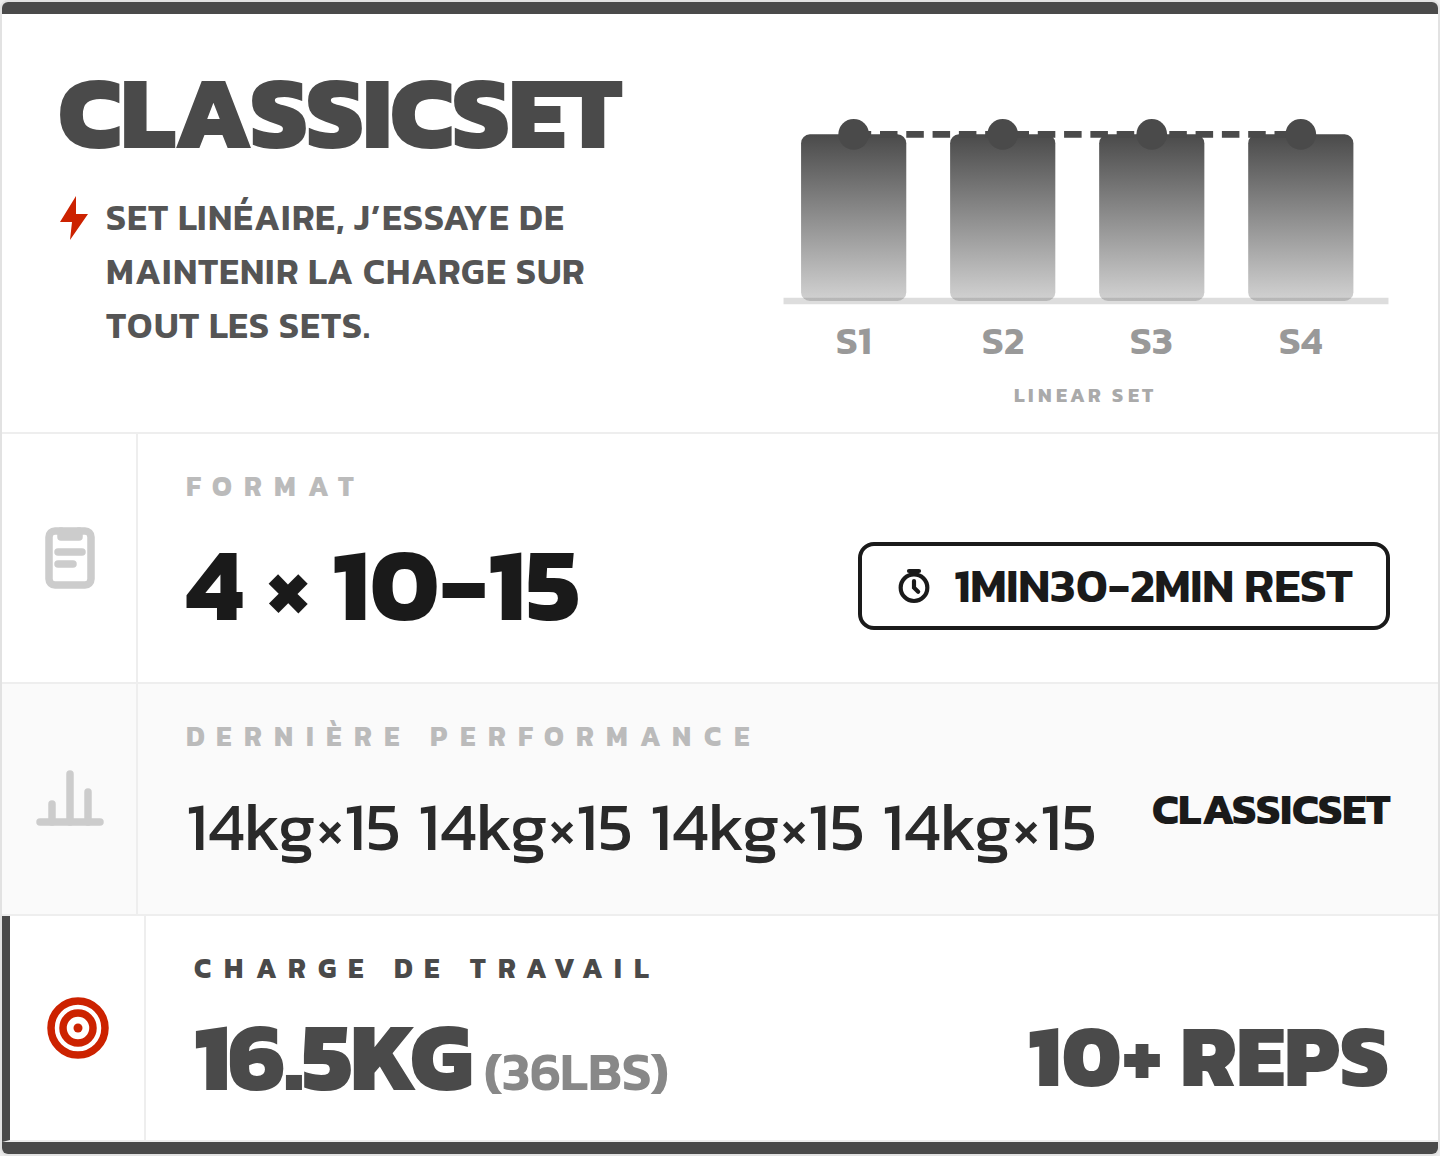 CLASSICSET
SET LINÉAIRE, J’ESSAYE DE
MAINTENIR LA CHARGE SUR
TOUT LES SETS.
S1 S2 S3 S4
LINEAR SET
FORMAT
4 × 10–15
1MIN30–2MIN REST
DERNIÈRE PERFORMANCE
14kg×15 14kg×15 14kg×15 14kg×15
CLASSICSET
CHARGE DE TRAVAIL
16.5KG (36LBS)
10+ REPS